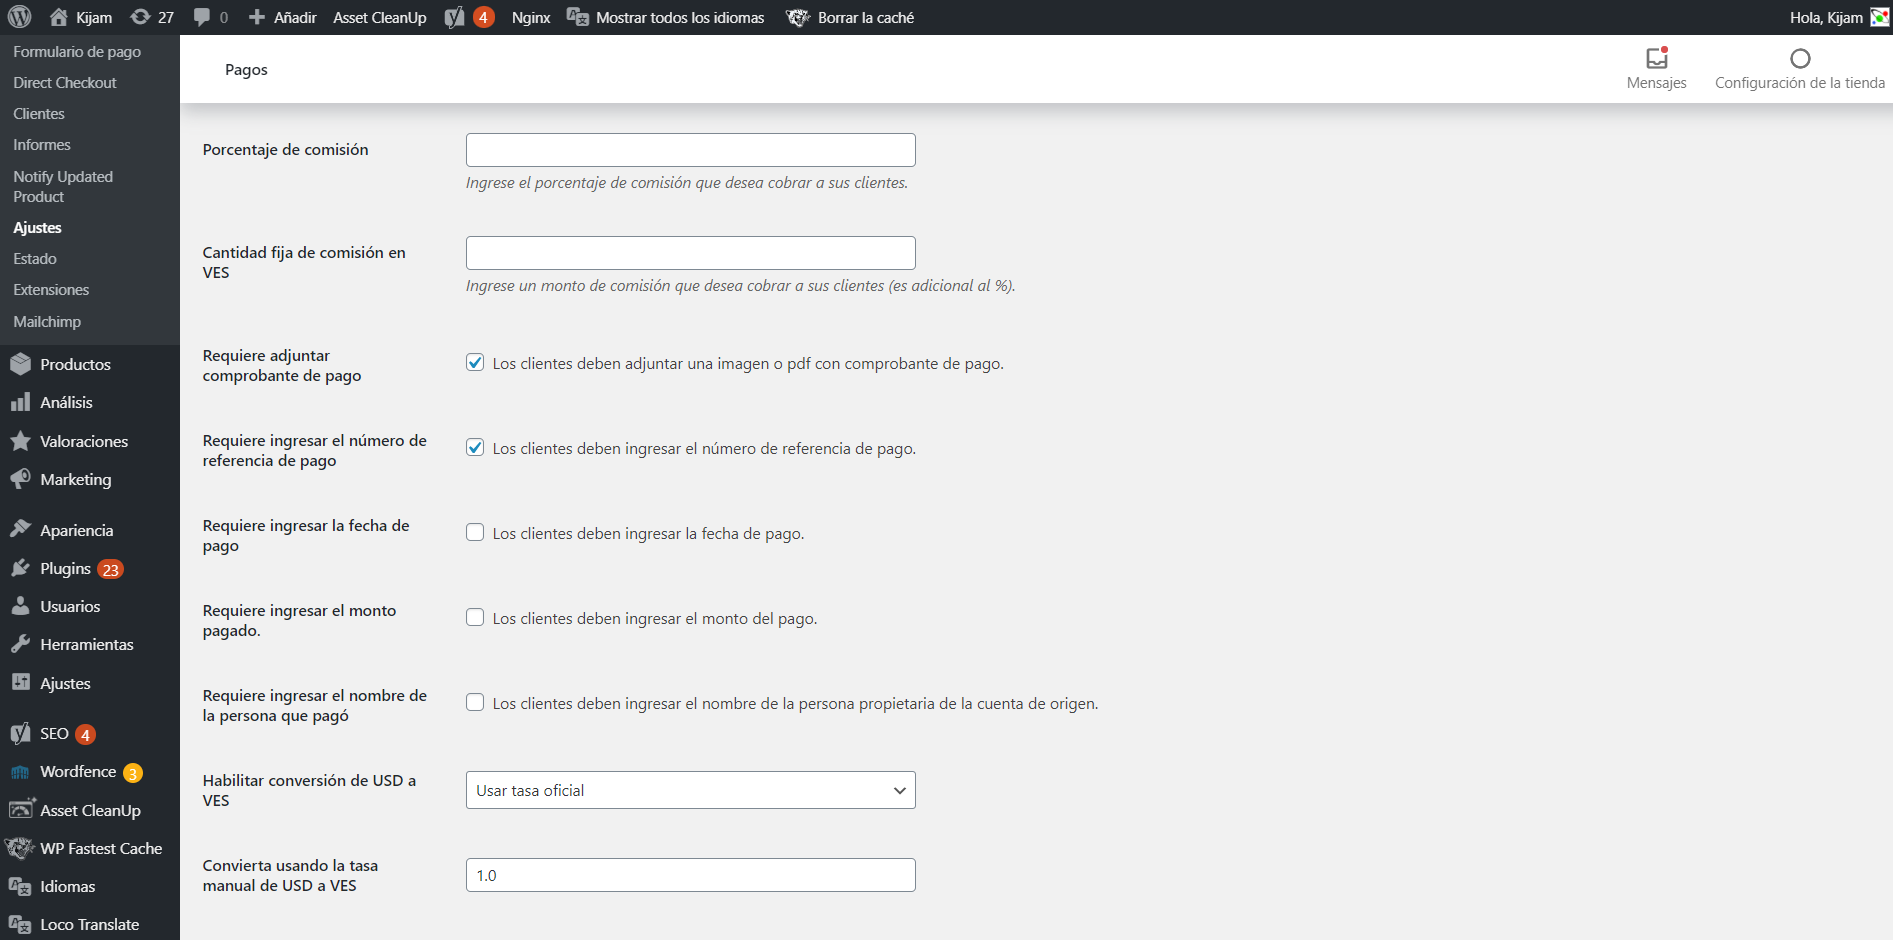 Kijam
27
0
Añadir
Asset CleanUp
4
Nginx
Mostrar todos los idiomas
Borrar la caché
Hola, Kijam
Formulario de pago
Direct Checkout
Clientes
Informes
Notify Updated
Product
Ajustes
Estado
Extensiones
Mailchimp
Productos
Análisis
Valoraciones
Marketing
Apariencia
Plugins 23
Usuarios
Herramientas
Ajustes
SEO 4
Wordfence 3
Asset CleanUp
WP Fastest Cache
Idiomas
Loco Translate
Pagos
Mensajes
Configuración de la tienda
Porcentaje de comisión
Ingrese el porcentaje de comisión que desea cobrar a sus clientes.
Cantidad fija de comisión en
VES
Ingrese un monto de comisión que desea cobrar a sus clientes (es adicional al %).
Requiere adjuntar
comprobante de pago
Los clientes deben adjuntar una imagen o pdf con comprobante de pago.
Requiere ingresar el número de
referencia de pago
Los clientes deben ingresar el número de referencia de pago.
Requiere ingresar la fecha de
pago
Los clientes deben ingresar la fecha de pago.
Requiere ingresar el monto
pagado.
Los clientes deben ingresar el monto del pago.
Requiere ingresar el nombre de
la persona que pagó
Los clientes deben ingresar el nombre de la persona propietaria de la cuenta de origen.
Habilitar conversión de USD a
VES
Usar tasa oficial
Convierta usando la tasa
manual de USD a VES
1.0